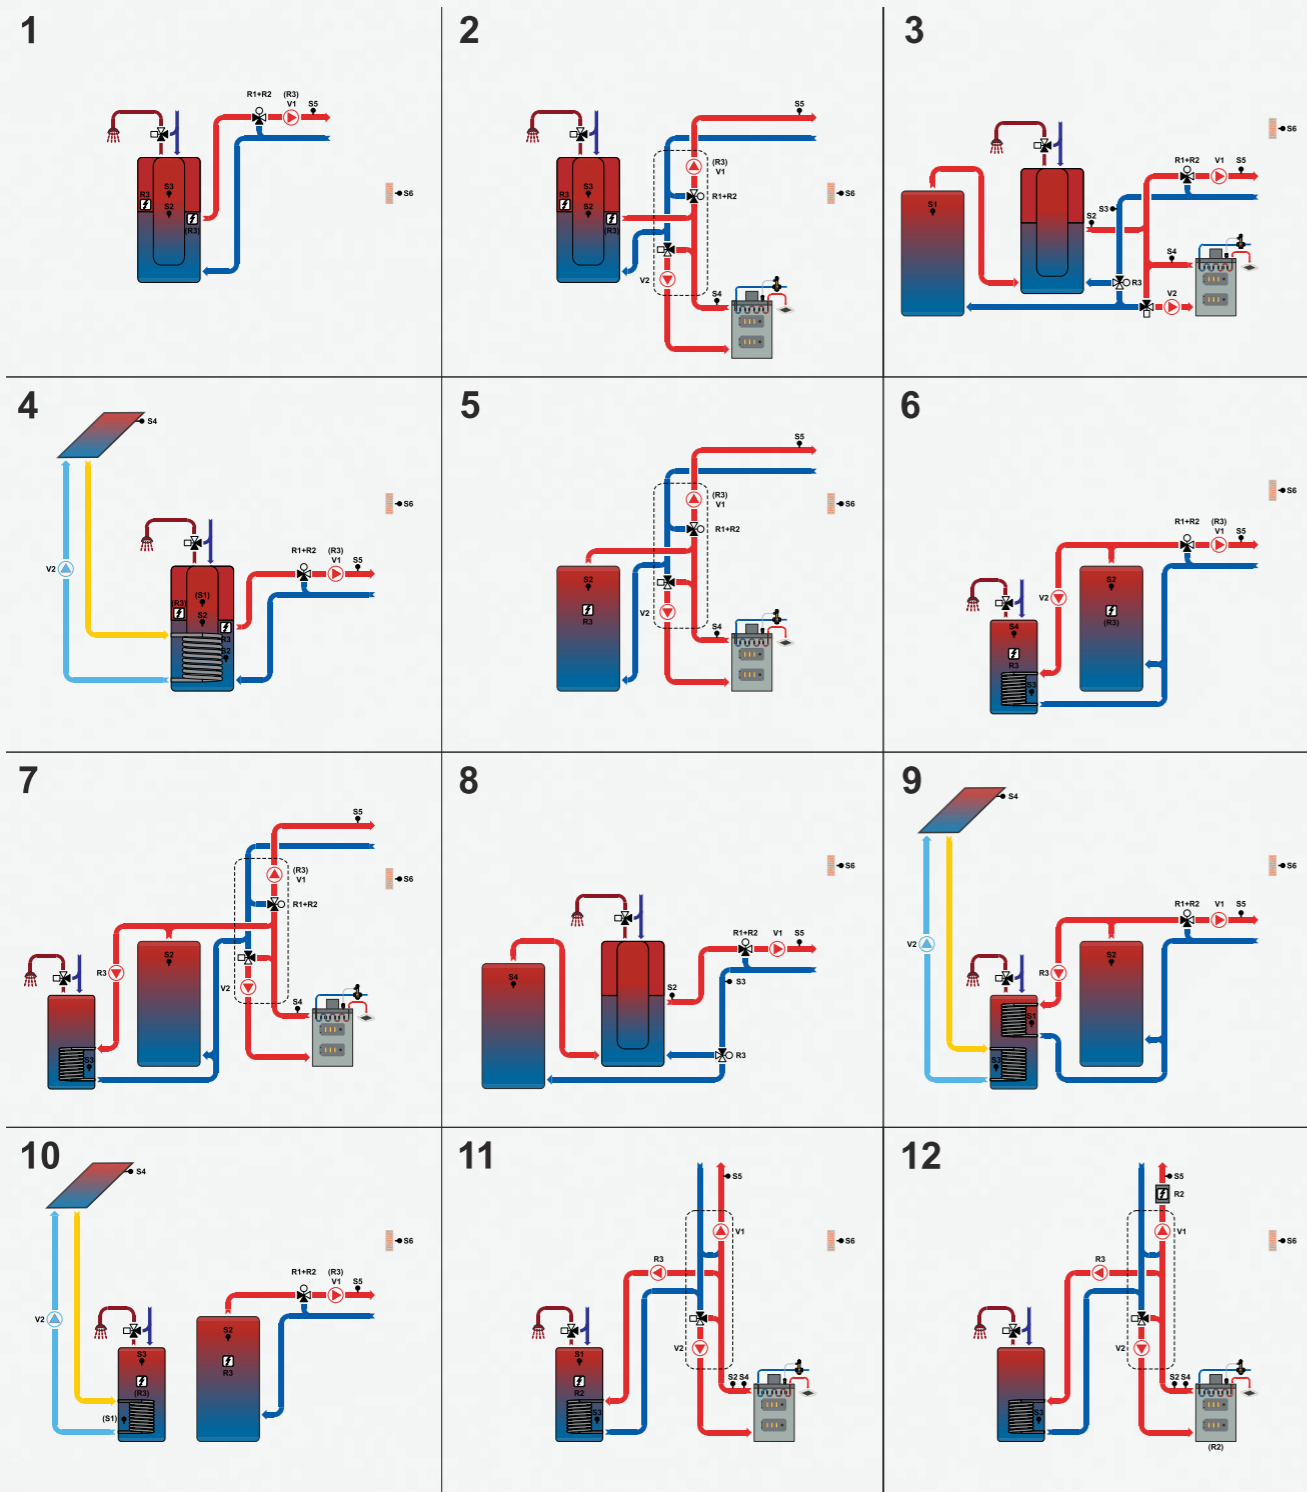 1
R1+R2
(R3)
V1
S5
R3
S3
S2
(R3)
S6
2
S5
(R3)
V1
R1+R2
R3
S3
S2
(R3)
S6
V2
S4
3
S6
R1+R2
V1
S5
S1
S3
S2
S4
R3
V2
4
S4
S6
R1+R2
(R3)
V1
S5
V2
(S1)
(R3)
S2
R3
S2
5
S5
(R3)
V1
S6
R1+R2
S2
R3
V2
S4
6
S6
R1+R2
(R3)
V1
S5
V2
S2
(R3)
S4
R3
S3
7
S5
(R3)
V1
S6
R1+R2
S2
R3
V2
S4
S3
8
S6
R1+R2
V1
S5
S4
S2
S3
R3
9
S4
S6
R1+R2
V1
S5
V2
S2
R3
S1
S3
10
S4
S6
R1+R2
(R3)
V1
S5
V2
S2
S3
R3
(R3)
(S1)
11
S5
V1
S6
R3
S1
V2
R2
S2 S4
S3
12
S5
R2
V1
S6
R3
V2
S2 S4
S3
(R2)